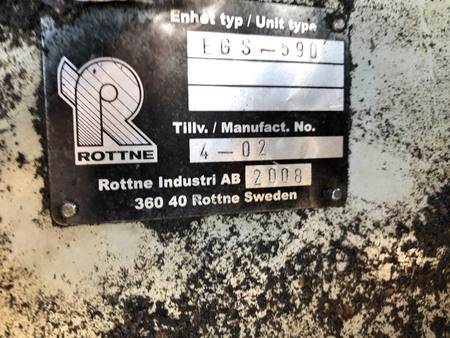 Enhet typ / Unit type
EGS-590
ROTTNE
Tillv. / Manufact. No.
4-02
Rottne Industri AB 2008
360 40 Rottne Sweden